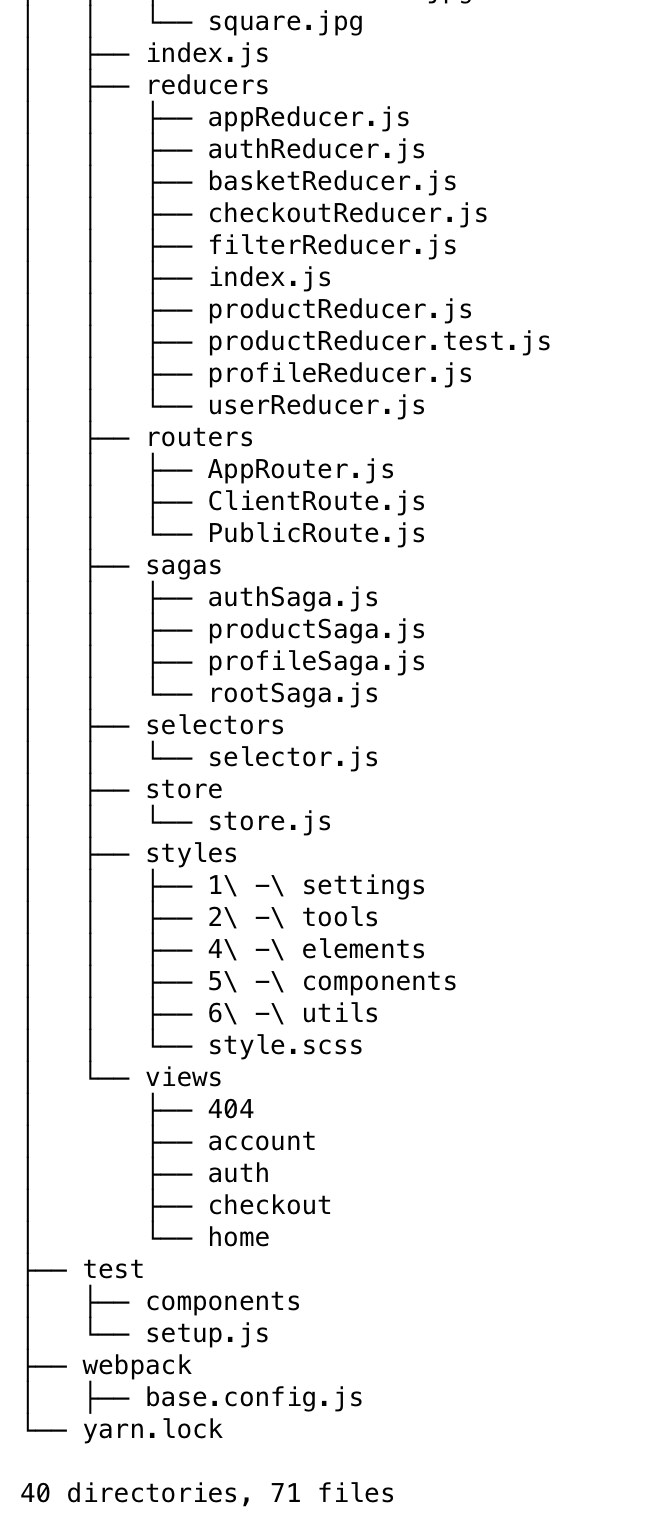 │   │   │   └── square.jpg
│   │   ├── index.js
│   │   ├── reducers
│   │   │   ├── appReducer.js
│   │   │   ├── authReducer.js
│   │   │   ├── basketReducer.js
│   │   │   ├── checkoutReducer.js
│   │   │   ├── filterReducer.js
│   │   │   ├── index.js
│   │   │   ├── productReducer.js
│   │   │   ├── productReducer.test.js
│   │   │   ├── profileReducer.js
│   │   │   └── userReducer.js
│   │   ├── routers
│   │   │   ├── AppRouter.js
│   │   │   ├── ClientRoute.js
│   │   │   └── PublicRoute.js
│   │   ├── sagas
│   │   │   ├── authSaga.js
│   │   │   ├── productSaga.js
│   │   │   ├── profileSaga.js
│   │   │   └── rootSaga.js
│   │   ├── selectors
│   │   │   └── selector.js
│   │   ├── store
│   │   │   └── store.js
│   │   ├── styles
│   │   │   ├── 1\ -\ settings
│   │   │   ├── 2\ -\ tools
│   │   │   ├── 4\ -\ elements
│   │   │   ├── 5\ -\ components
│   │   │   ├── 6\ -\ utils
│   │   │   └── style.scss
│   │   └── views
│   │       ├── 404
│   │       ├── account
│   │       ├── auth
│   │       ├── checkout
│   │       └── home
├── test
│   ├── components
│   └── setup.js
├── webpack
│   ├── base.config.js
└── yarn.lock
40 directories, 71 files